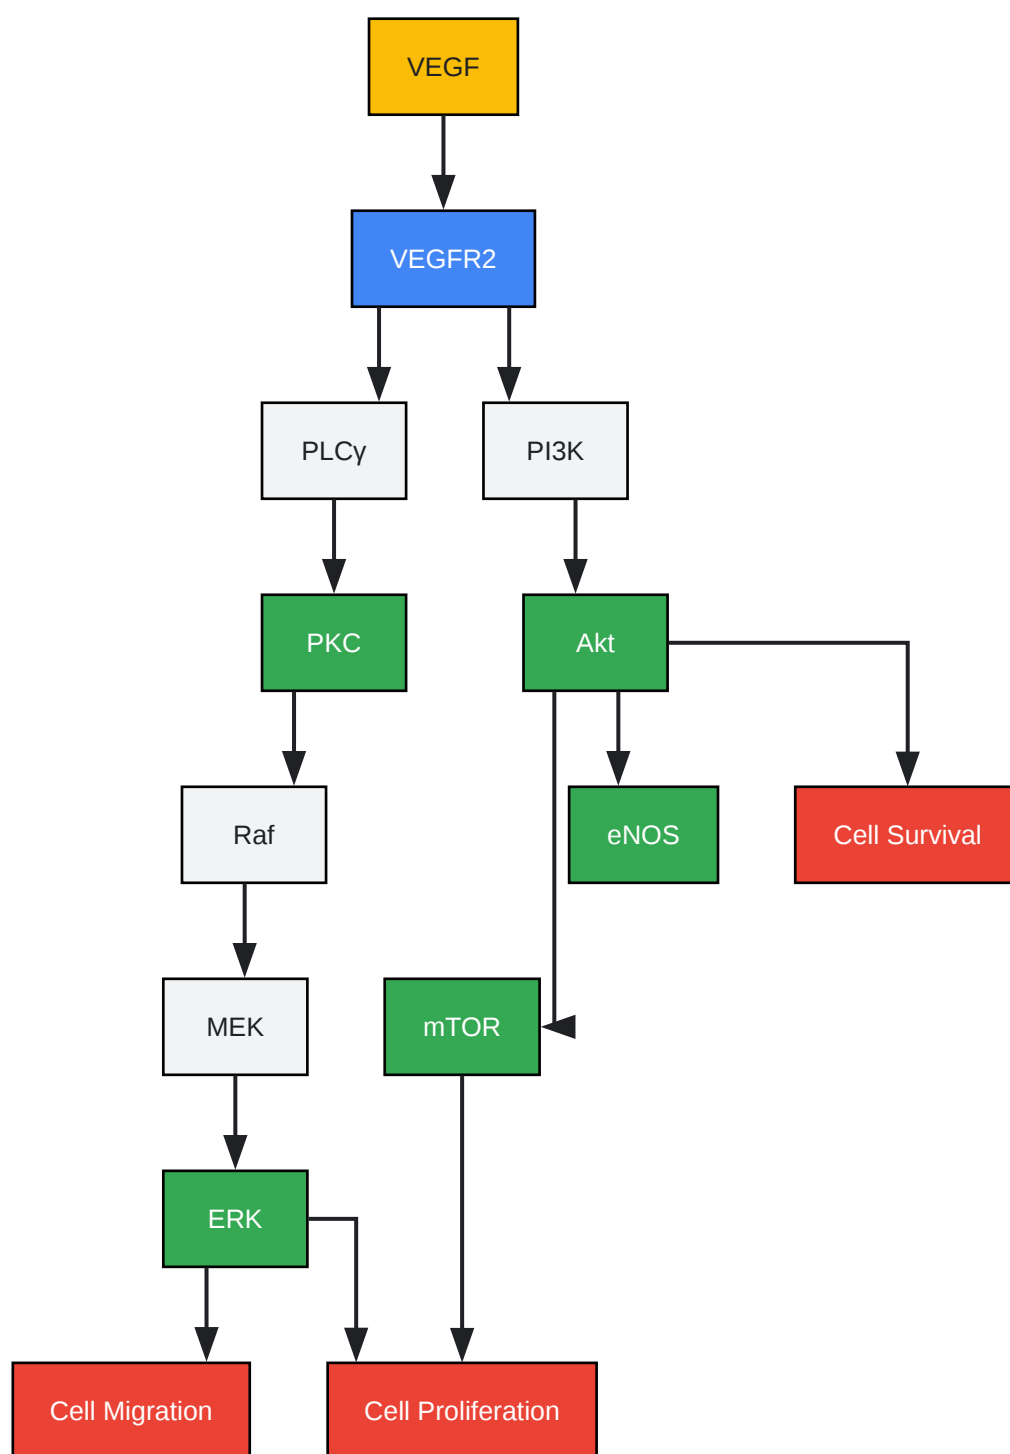 VEGF
VEGFR2
PLCγ
PI3K
PKC
Akt
Raf
eNOS
Cell Survival
MEK
mTOR
ERK
Cell Migration
Cell Proliferation